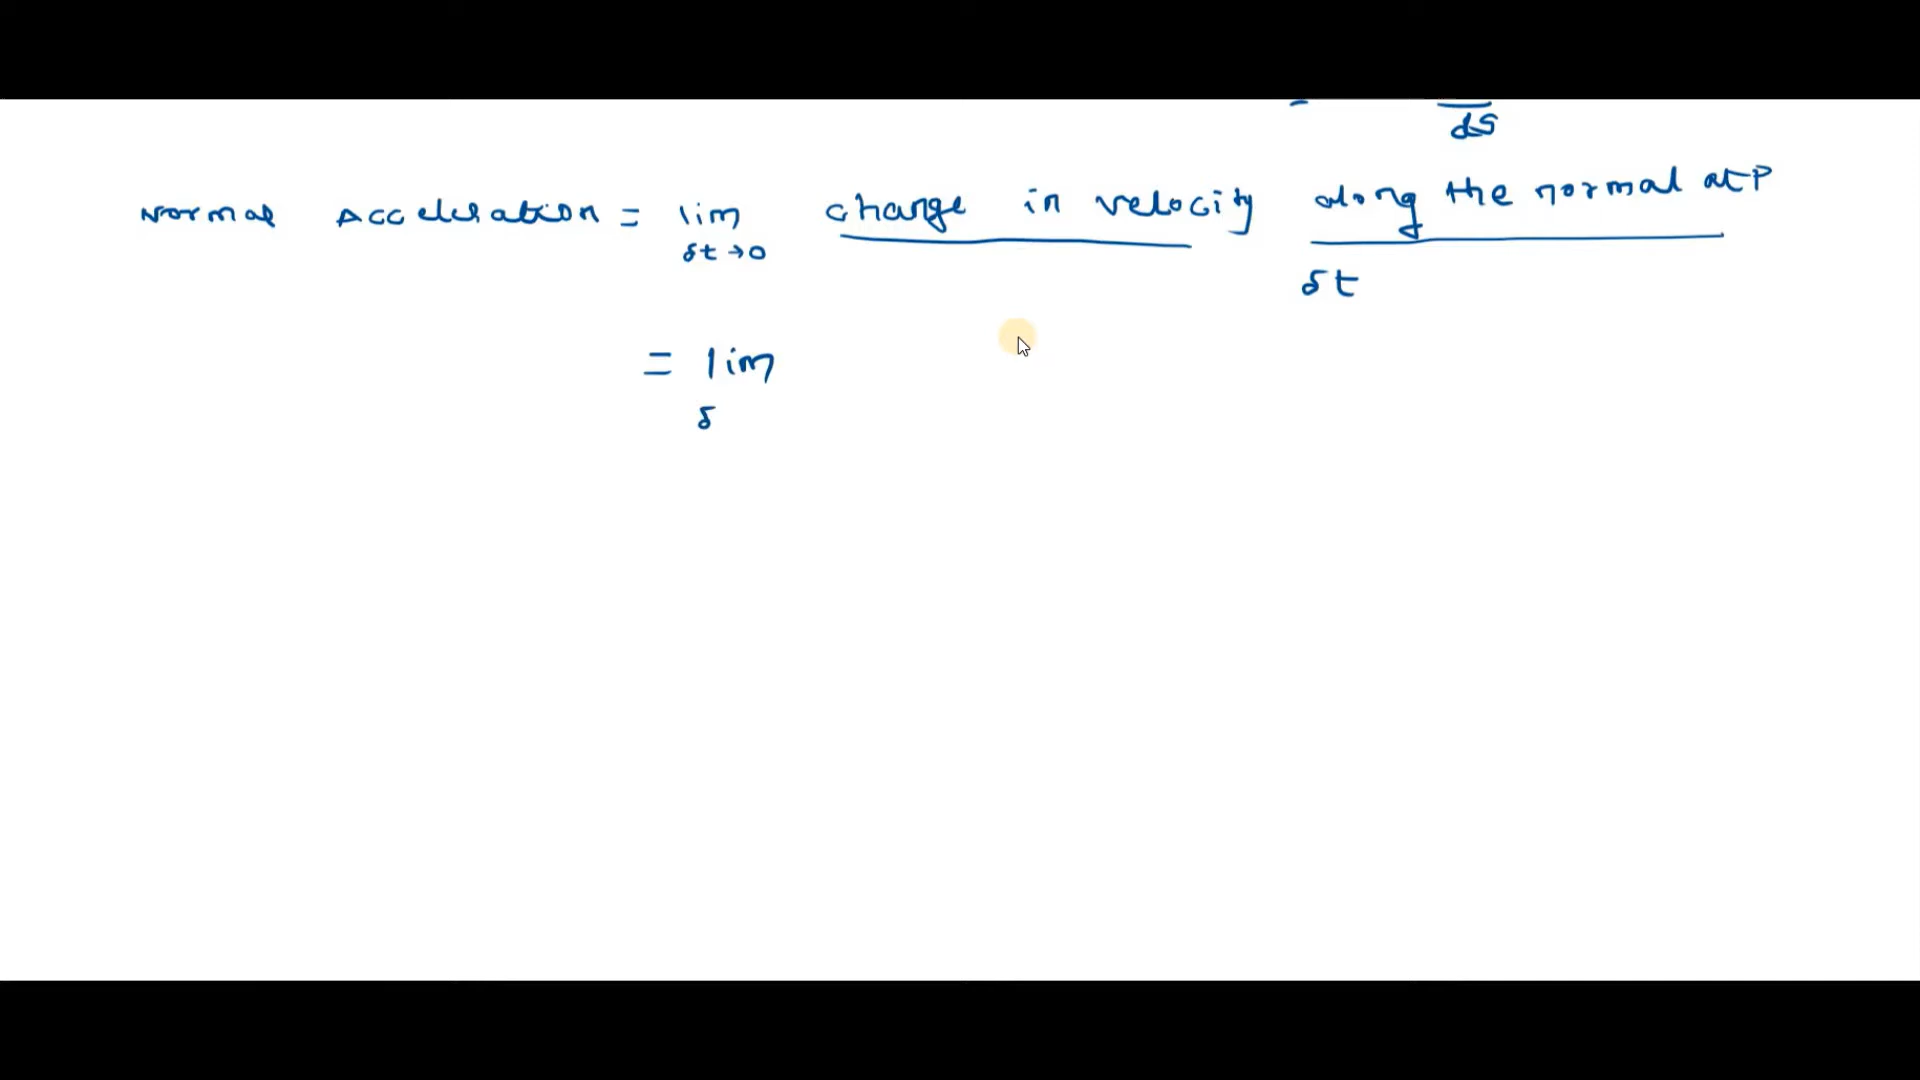 = ds
Normal Acceleration = lim change in velocity along the normal at P
δt→0 δt
= lim
δ